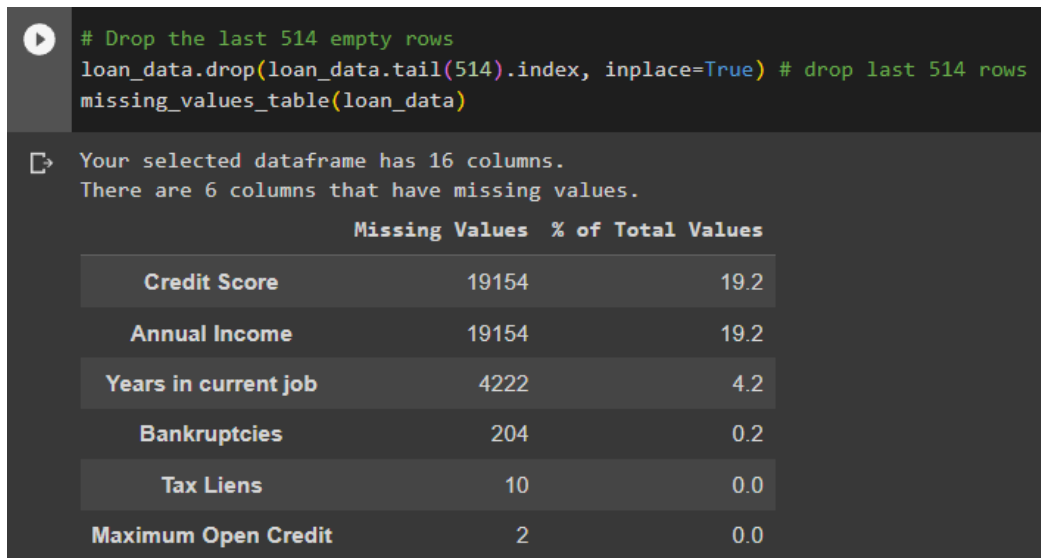 # Drop the last 514 empty rows
loan_data.drop(loan_data.tail(514).index, inplace=True) # drop last 514 rows
missing_values_table(loan_data)
Your selected dataframe has 16 columns.
There are 6 columns that have missing values.
Missing Values % of Total Values
Credit Score 19154 19.2
Annual Income 19154 19.2
Years in current job 4222 4.2
Bankruptcies 204 0.2
Tax Liens 10 0.0
Maximum Open Credit 2 0.0